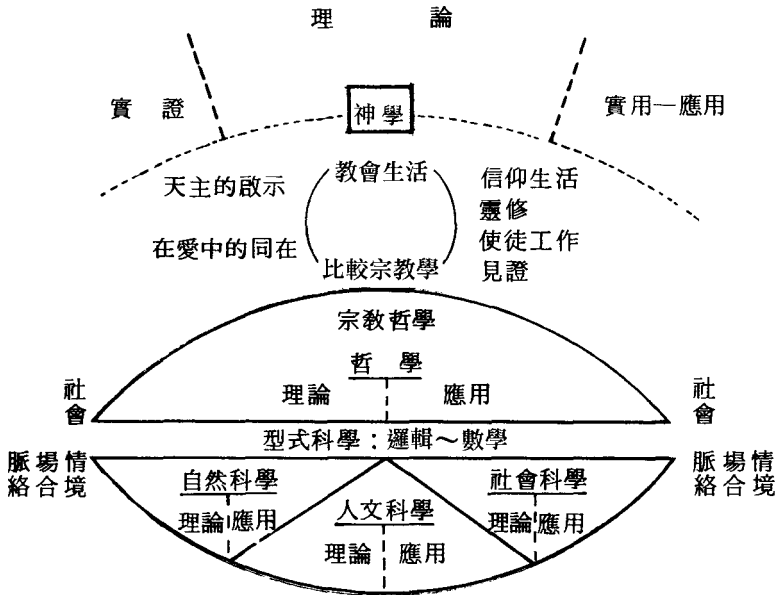 理 論
實 證
神學
實用—應用
天主的啟示
教會生活
信仰生活
靈修
使徒工作
見證
在愛中的同在
比較宗教學
宗教哲學
哲 學
理論 應用
社會
社會
型式科學：邏輯～數學
情境
場合
脈絡
情境
場合
脈絡
自然科學
理論 應用
人文科學
理論 應用
社會科學
理論 應用